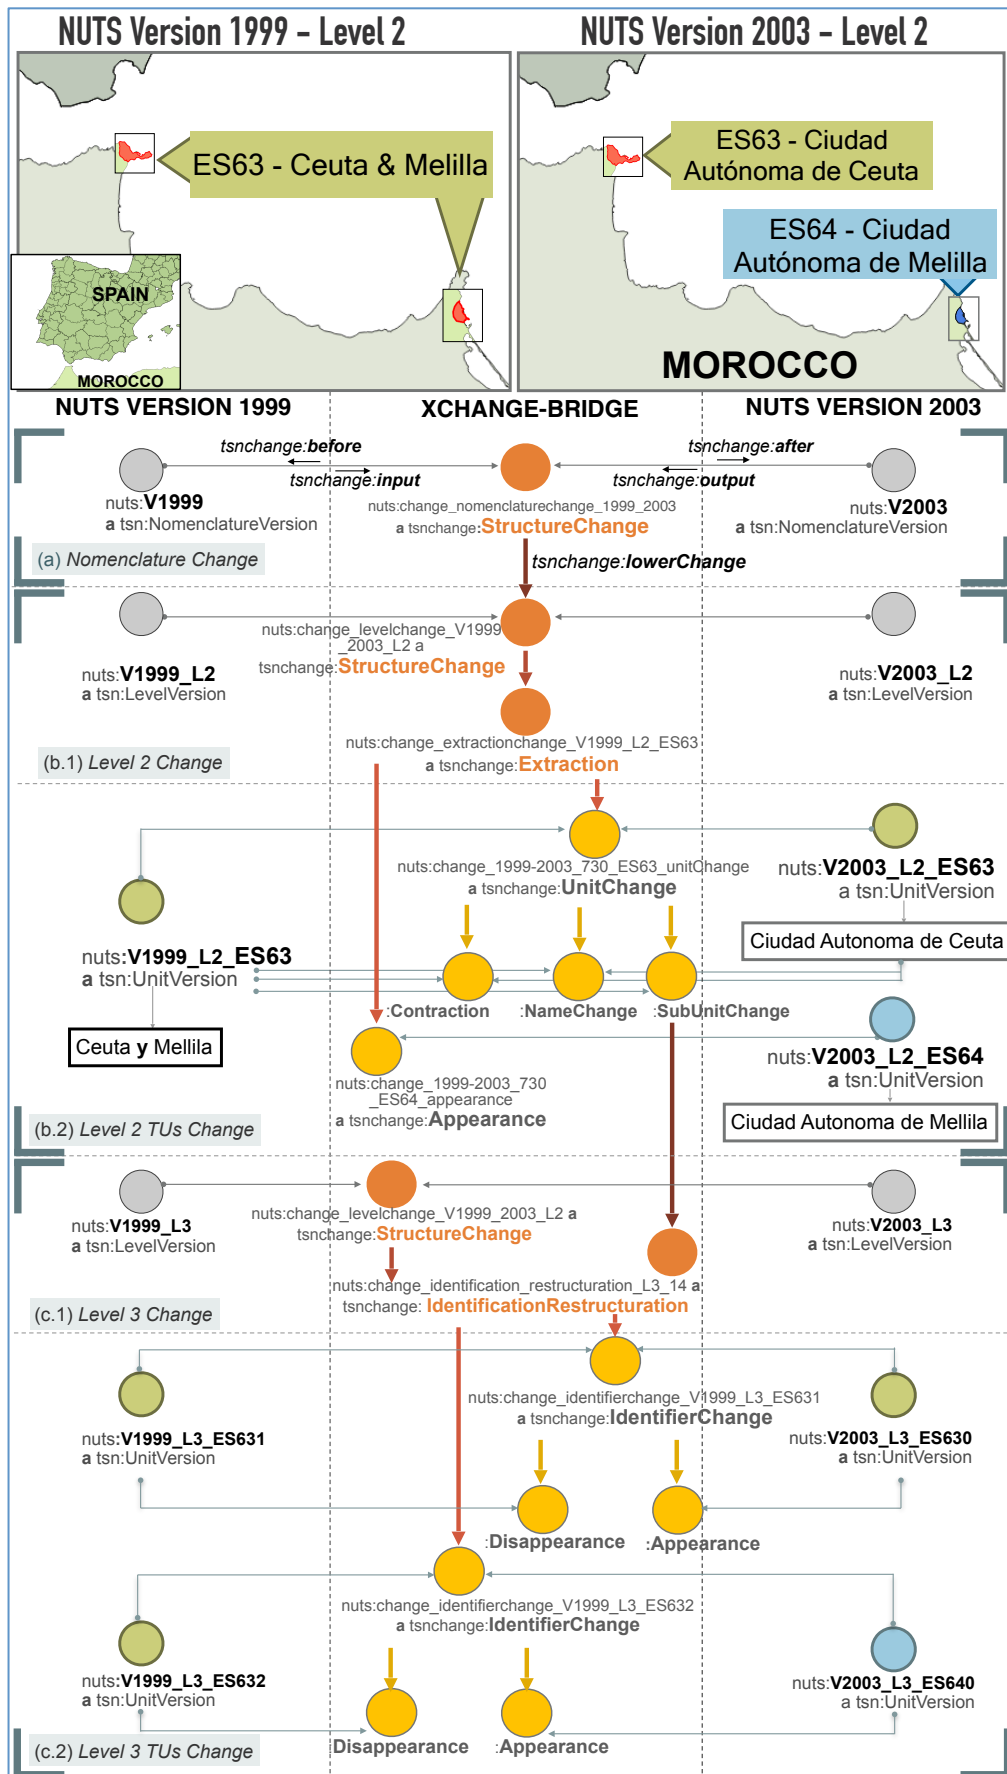 NUTS Version 1999 – Level 2
NUTS Version 2003 – Level 2
ES63 - Ceuta & Melilla
SPAIN
MOROCCO
ES63 - Ciudad
Autónoma de Ceuta
ES64 - Ciudad
Autónoma de Melilla
MOROCCO
NUTS VERSION 1999
XCHANGE-BRIDGE
NUTS VERSION 2003
tsnchange:before
tsnchange:input
tsnchange:after
tsnchange:output
nuts:V1999
a tsn:NomenclatureVersion
nuts:change_nomenclaturechange_1999_2003
a tsnchange:StructureChange
nuts:V2003
a tsn:NomenclatureVersion
(a) Nomenclature Change
tsnchange:lowerChange
nuts:V1999_L2
a tsn:LevelVersion
nuts:change_levelchange_V1999
_2003_L2 a
tsnchange:StructureChange
nuts:V2003_L2
a tsn:LevelVersion
nuts:change_extractionchange_V1999_L2_ES63
a tsnchange:Extraction
(b.1) Level 2 Change
nuts:change_1999-2003_730_ES63_unitChange
a tsnchange:UnitChange
nuts:V2003_L2_ES63
a tsn:UnitVersion
Ciudad Autonoma de Ceuta
nuts:V1999_L2_ES63
a tsn:UnitVersion
Ceuta y Mellila
:Contraction
:NameChange
:SubUnitChange
nuts:V2003_L2_ES64
a tsn:UnitVersion
Ciudad Autonoma de Mellila
nuts:change_1999-2003_730
_ES64_appearance
a tsnchange:Appearance
(b.2) Level 2 TUs Change
nuts:V1999_L3
a tsn:LevelVersion
nuts:change_levelchange_V1999_2003_L2 a
tsnchange:StructureChange
nuts:V2003_L3
a tsn:LevelVersion
nuts:change_identification_restructuration_L3_14 a
tsnchange: IdentificationRestructuration
(c.1) Level 3 Change
nuts:change_identifierchange_V1999_L3_ES631
a tsnchange:IdentifierChange
nuts:V1999_L3_ES631
a tsn:UnitVersion
nuts:V2003_L3_ES630
a tsn:UnitVersion
:Disappearance
:Appearance
nuts:change_identifierchange_V1999_L3_ES632
a tsnchange:IdentifierChange
nuts:V1999_L3_ES632
a tsn:UnitVersion
nuts:V2003_L3_ES640
a tsn:UnitVersion
:Disappearance
:Appearance
(c.2) Level 3 TUs Change